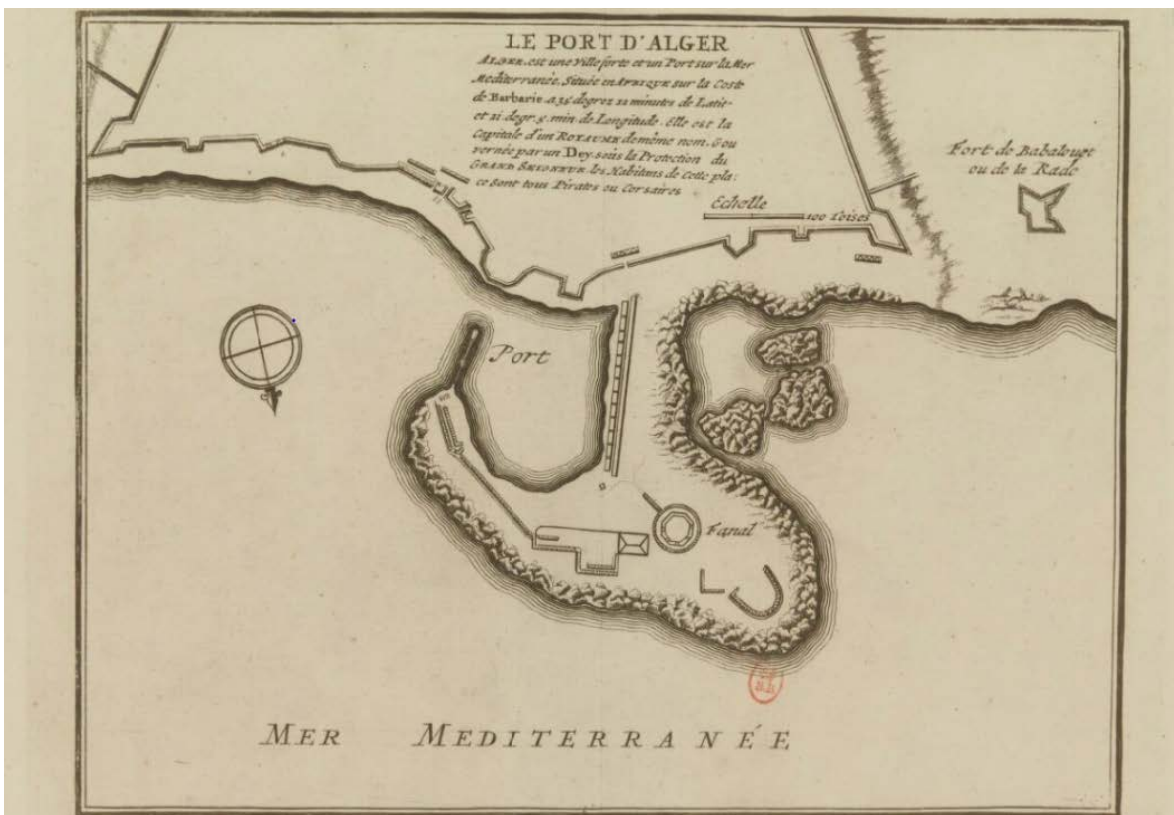 LE PORT D'ALGER
ALGER. est une Ville forte et un Port sur la Mer
Mediterranée, Située en AFRIQVE sur la Coste
de Barbarie. a 35 degrez 12 minutes de Latit-
et 21 degr. 5. min. de Longitude. Elle est la
Capitale d'un ROYAUME de même nom. Gou
vernée par un Dey, sous la Protection du
GRAND SEIGNEUR les Habitans de Cette pla:
ce Sont tous Pirates ou Corsaires
Fort de Babalouet
ou de la Rade
Echelle
100 Toises
Port
Fanal
MER MEDITERRANÉE